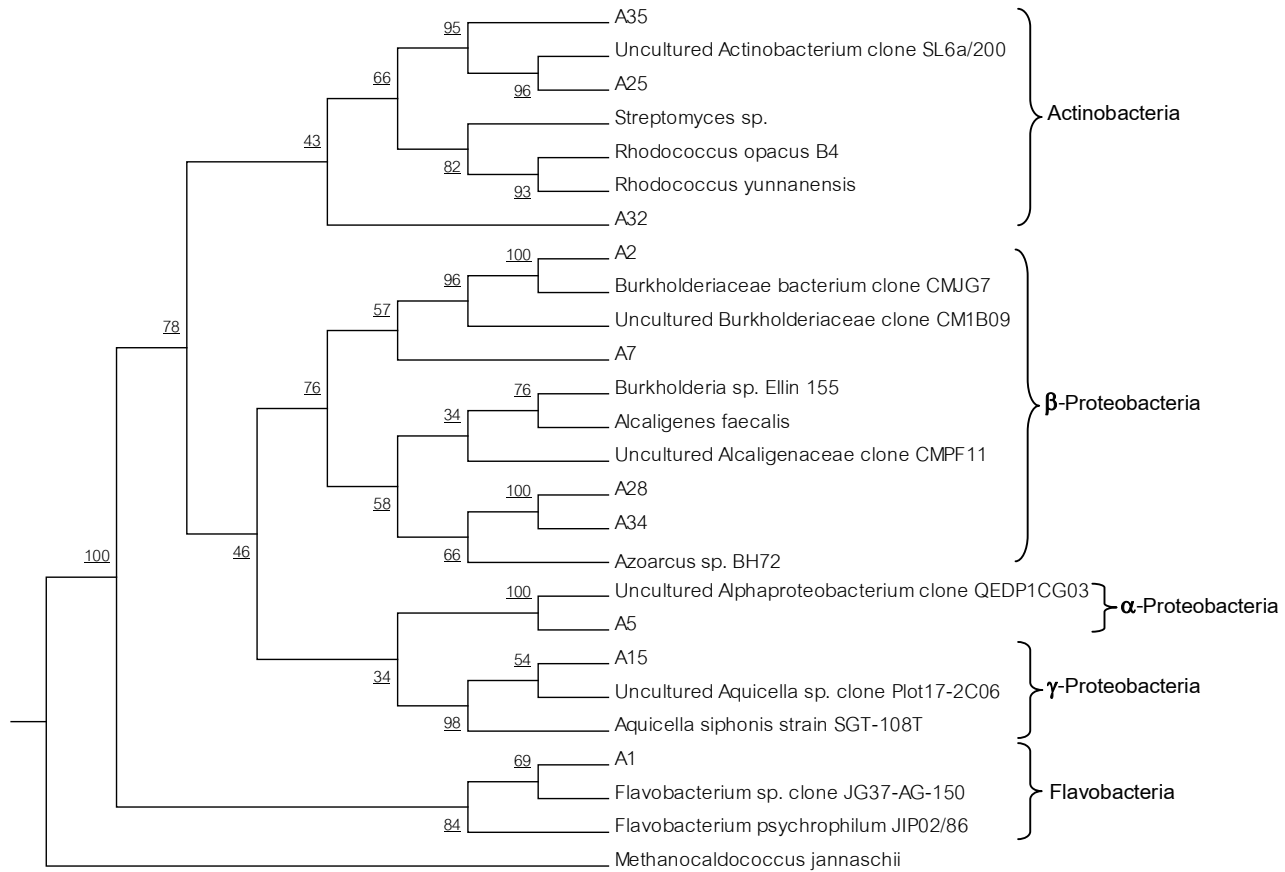 A35
95
Uncultured Actinobacterium clone SL6a/200
66
A25
96
Actinobacteria
Streptomyces sp.
43
Rhodococcus opacus B4
82
Rhodococcus yunnanensis
93
A32
A2
100
Burkholderiaceae bacterium clone CMJG7
96
57
Uncultured Burkholderiaceae clone CM1B09
78
A7
76
Burkholderia sp. Ellin 155
76
β-Proteobacteria
34
Alcaligenes faecalis
Uncultured Alcaligenaceae clone CMPF11
A28
100
58
A34
46
100
66
Azoarcus sp. BH72
Uncultured Alphaproteobacterium clone QEDP1CG03
100
α-Proteobacteria
A5
A15
54
34
Uncultured Aquicella sp. clone Plot17-2C06
γ-Proteobacteria
98
Aquicella siphonis strain SGT-108T
A1
69
Flavobacterium sp. clone JG37-AG-150
Flavobacteria
84
Flavobacterium psychrophilum JIP02/86
Methanocaldococcus jannaschii